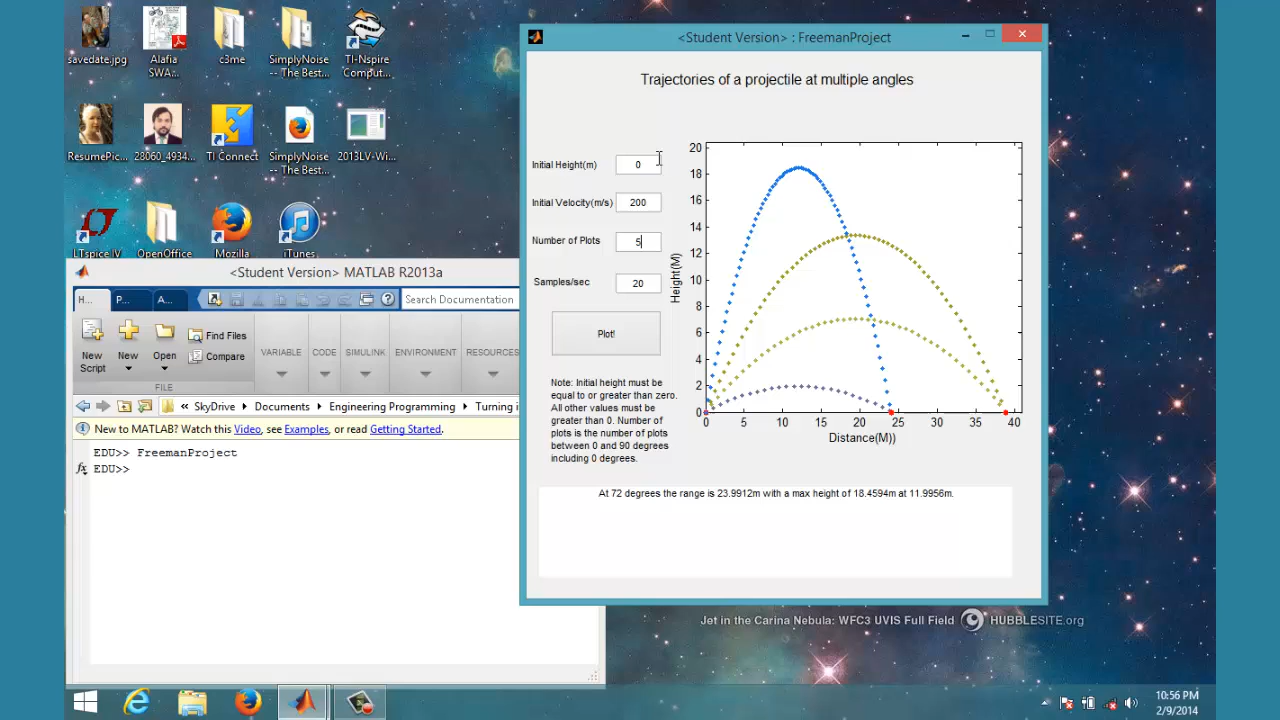 savedate.jpg
Alafia
SWA...
c3me
SimplyNoise
-- The Best...
TI-Nspire
Comput...
ResumePic...
28060_4934...
TI Connect
SimplyNoise
-- The Best...
2013LV-Wi...
LTspice IV
OpenOffice
Mozilla
iTunes
<Student Version> MATLAB R2013a
H...
P...
A...
Search Documentation
New
Script
New
Open
Find Files
Compare
FILE
VARIABLE
CODE
SIMULINK
ENVIRONMENT
RESOURCES
SkyDrive
Documents
Engineering Programming
Turning i
New to MATLAB? Watch this Video, see Examples, or read Getting Started.
EDU>> FreemanProject
fx EDU>>
<Student Version> : FreemanProject
Trajectories of a projectile at multiple angles
Initial Height(m)
0
Initial Velocity(m/s)
200
Number of Plots
5
Samples/sec
20
Plot!
Note: Initial height must be
equal to or greater than zero.
All other values must be
greater than 0. Number of
plots is the number of plots
between 0 and 90 degrees
including 0 degrees.
Height(M)
20
18
16
14
12
10
8
6
4
2
0
0 5 10 15 20 25 30 35 40
Distance(M))
At 72 degrees the range is 23.9912m with a max height of 18.4594m at 11.9956m.
Jet in the Carina Nebula: WFC3 UVIS Full Field
HUBBLESITE.org
10:56 PM
2/9/2014